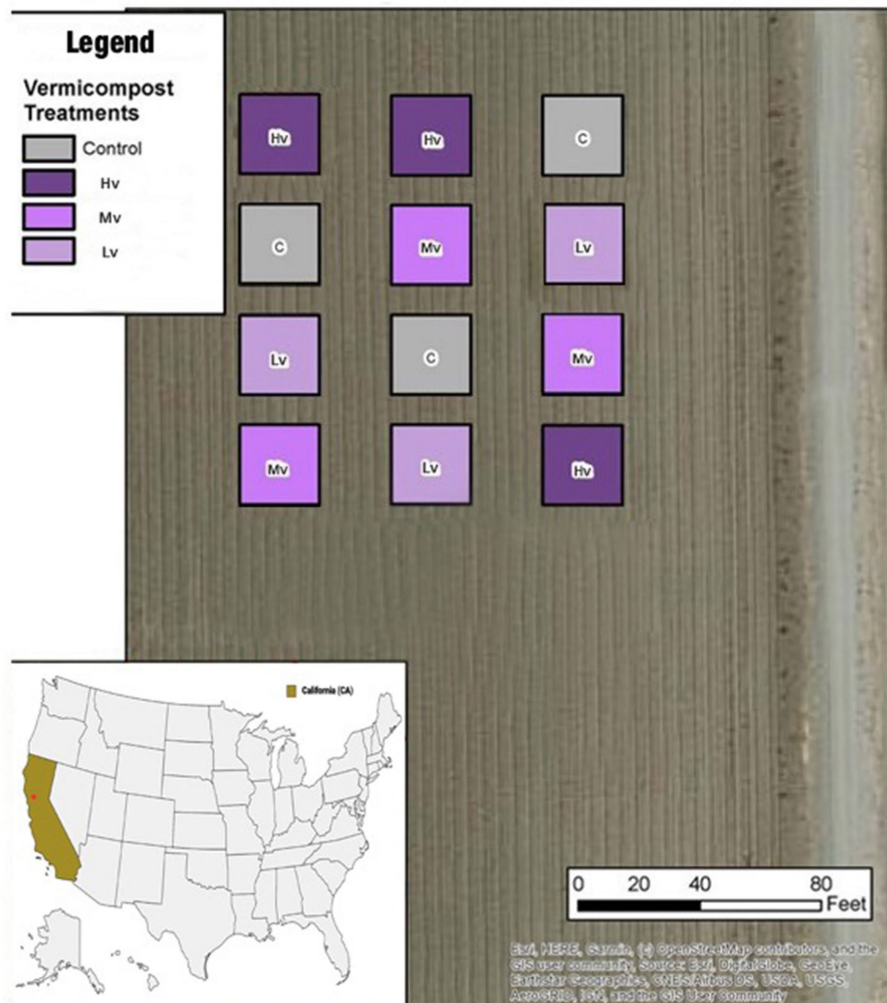 Legend
Vermicompost
Treatments
Control
Hv
Mv
Lv
Hv Hv C
C Mv Lv
Lv C Mv
Mv Lv Hv
California (CA)
0 20 40 80
Feet
Esri, HERE, Garmin, (c) OpenStreetMap contributors, and the
GIS user community, Source: Esri, DigitalGlobe, GeoEye,
Earthstar Geographics, CNES/Airbus DS, USDA, USGS,
AeroGRID, IGN, and the GIS User Community